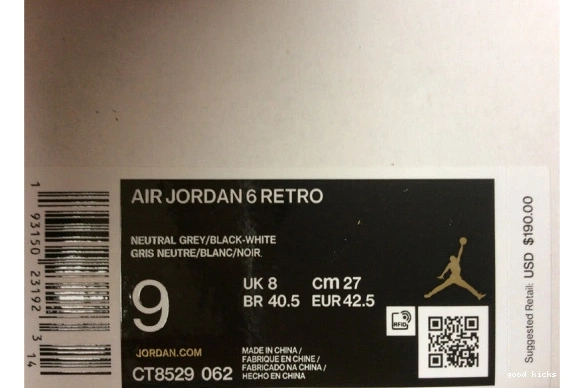 AIR JORDAN 6 RETRO
NEUTRAL GREY/BLACK-WHITE
GRIS NEUTRE/BLANC/NOIR
9
UK 8 cm 27
BR 40.5 EUR 42.5
RFID
JORDAN.COM
CT8529 062
MADE IN CHINA /
FABRIQUE EN CHINE /
FABRICADO NA CHINA /
HECHO EN CHINA
1 93150 23192 3 14
Suggested Retail: USD $190.00
good kicks